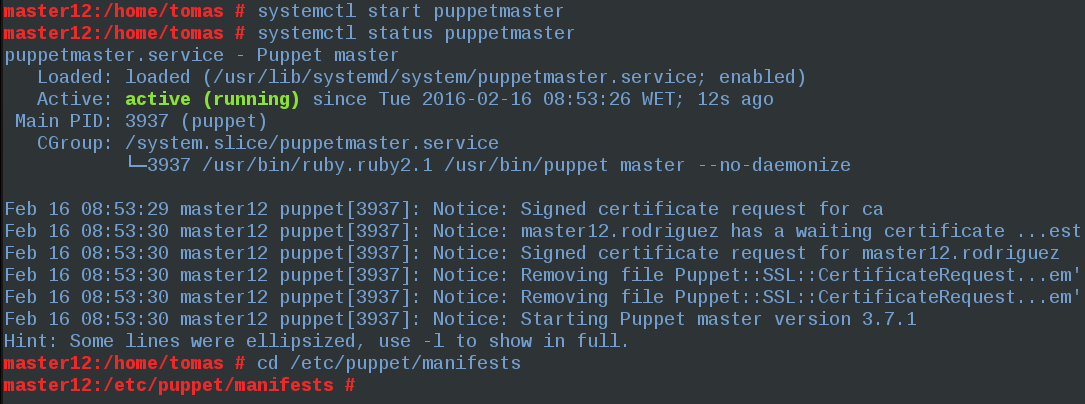 master12:/home/tomas # systemctl start puppetmaster
master12:/home/tomas # systemctl status puppetmaster
puppetmaster.service - Puppet master
   Loaded: loaded (/usr/lib/systemd/system/puppetmaster.service; enabled)
   Active: active (running) since Tue 2016-02-16 08:53:26 WET; 12s ago
 Main PID: 3937 (puppet)
   CGroup: /system.slice/puppetmaster.service
           └─3937 /usr/bin/ruby.ruby2.1 /usr/bin/puppet master --no-daemonize

Feb 16 08:53:29 master12 puppet[3937]: Notice: Signed certificate request for ca
Feb 16 08:53:30 master12 puppet[3937]: Notice: master12.rodriguez has a waiting certificate ...est
Feb 16 08:53:30 master12 puppet[3937]: Notice: Signed certificate request for master12.rodriguez
Feb 16 08:53:30 master12 puppet[3937]: Notice: Removing file Puppet::SSL::CertificateRequest...em'
Feb 16 08:53:30 master12 puppet[3937]: Notice: Removing file Puppet::SSL::CertificateRequest...em'
Feb 16 08:53:30 master12 puppet[3937]: Notice: Starting Puppet master version 3.7.1
Hint: Some lines were ellipsized, use -l to show in full.
master12:/home/tomas # cd /etc/puppet/manifests
master12:/etc/puppet/manifests #